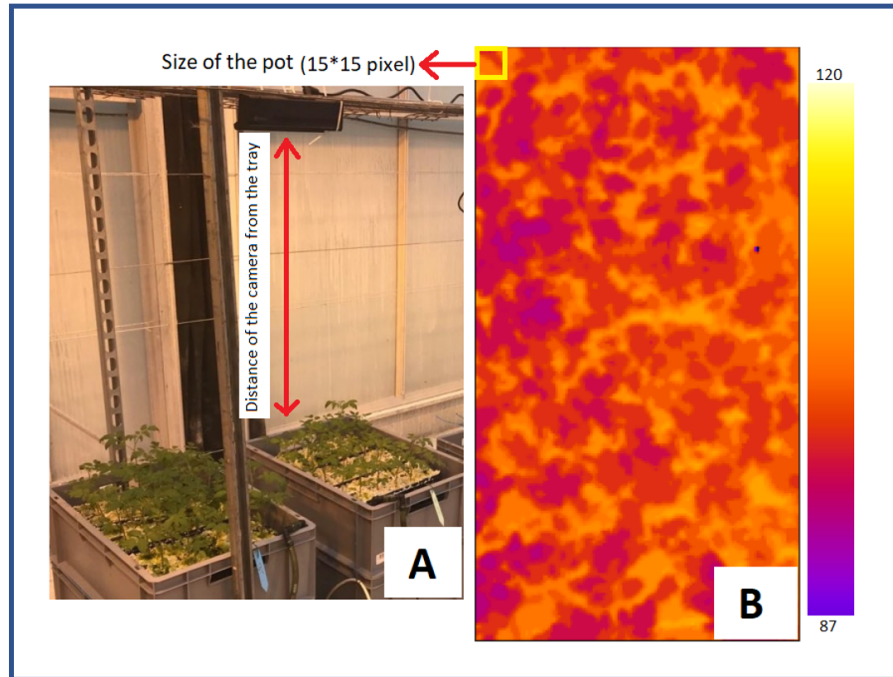 Size of the pot (15*15 pixel)
120
Distance of the camera from the tray
A
B
87